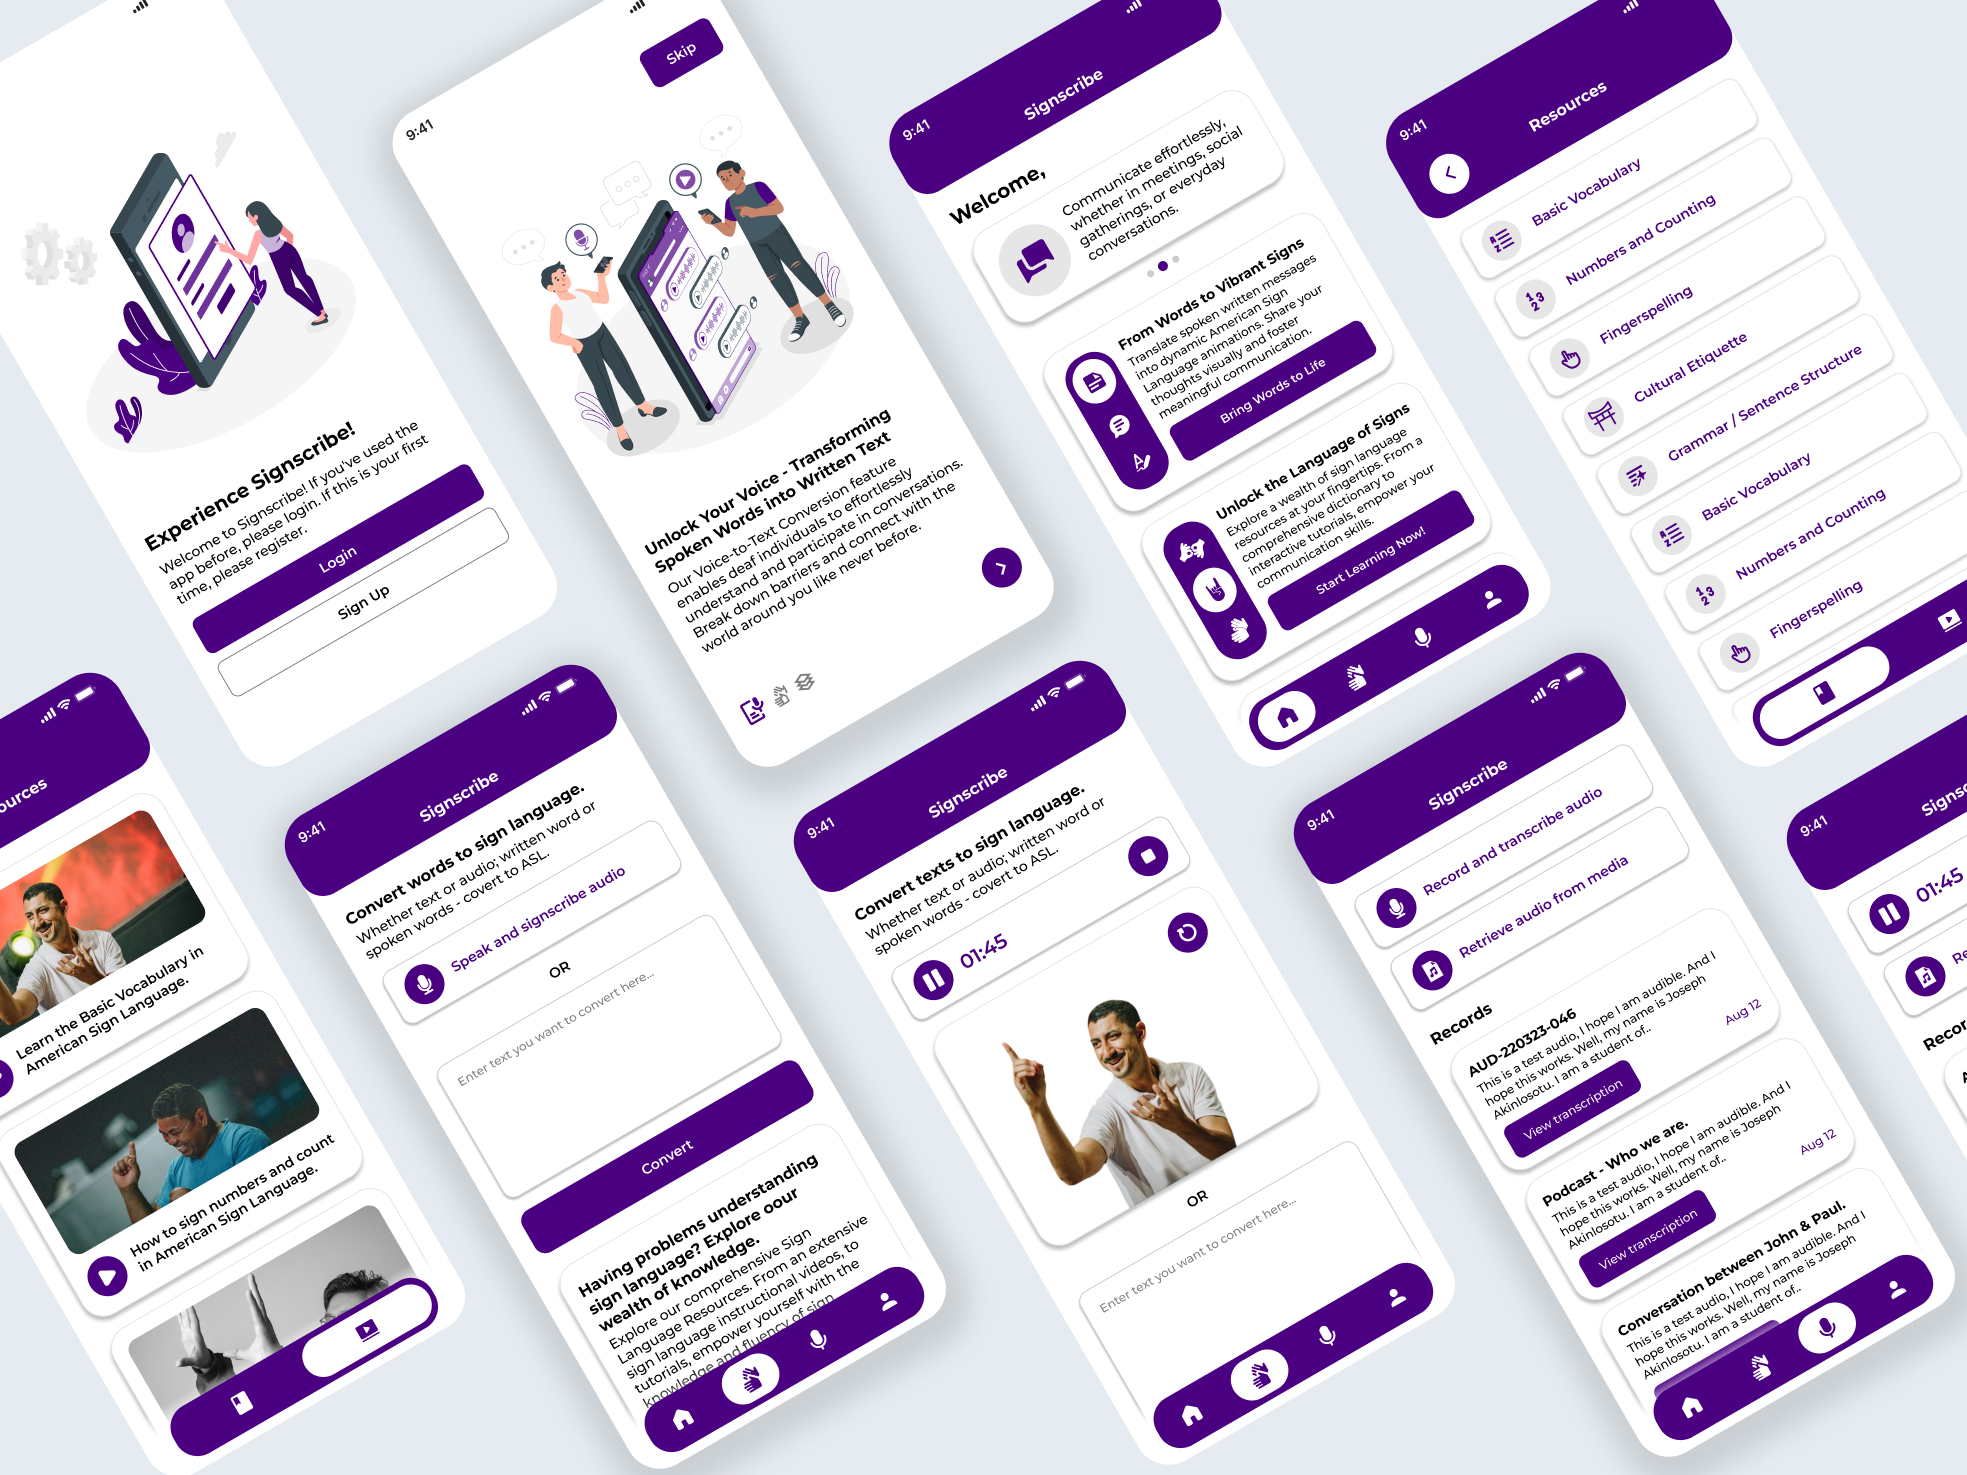 Experience Signscribe!
Welcome to Signscribe! If you've used the
app before, please login. If this is your first
time, please register.
Login
Sign Up
Skip
9:41
Unlock Your Voice - Transforming
Spoken Words into Written Text
Our Voice-to-Text Conversion feature
enables deaf individuals to effortlessly
understand and participate in conversations.
Break down barriers and connect with the
world around you like never before.
9:41
Signscribe
Welcome,
Communicate effortlessly,
whether in meetings, social
gatherings, or everyday
conversations.
From Words to Vibrant Signs
Translate spoken written messages
into dynamic American Sign
Language animations. Share your
thoughts visually and foster
meaningful communication.
Bring Words to Life
Unlock the Language of Signs
Explore a wealth of sign language
resources at your fingertips. From a
comprehensive dictionary to
interactive tutorials, empower your
communication skills.
Start Learning Now!
9:41
Resources
Basic Vocabulary
Numbers and Counting
Fingerspelling
Cultural Etiquette
Grammar / Sentence Structure
Basic Vocabulary
Numbers and Counting
Fingerspelling
ources
Learn the Basic Vocabulary in
American Sign Language.
How to sign numbers and count
in American Sign Language.
9:41
Signscribe
Convert words to sign language.
Whether text or audio; written word or
spoken words - covert to ASL.
Speak and signscribe audio
OR
Enter text you want to convert here...
Convert
Having problems understanding
sign language? Explore oour
wealth of knowledge.
Explore our comprehensive Sign
Language Resources. From an extensive
sign language instructional videos, to
tutorials, empower yourself with the
knowledge and fluency of sign
9:41
Signscribe
Convert texts to sign language.
Whether text or audio; written word or
spoken words - covert to ASL.
01:45
OR
Enter text you want to convert here...
9:41
Signscribe
Record and transcribe audio
Retrieve audio from media
Records
AUD-220323-046
This is a test audio, I hope I am audible. And I
hope this works. Well, my name is Joseph
Akinlosotu. I am a student of..
Aug 12
View transcription
Podcast - Who we are.
This is a test audio, I hope I am audible. And I
hope this works. Well, my name is Joseph
Akinlosotu. I am a student of..
Aug 12
View transcription
Conversation between John & Paul.
This is a test audio, I hope I am audible. And I
hope this works. Well, my name is Joseph
Akinlosotu. I am a student of..
9:41
Signs
01:45
Re
Recor
A